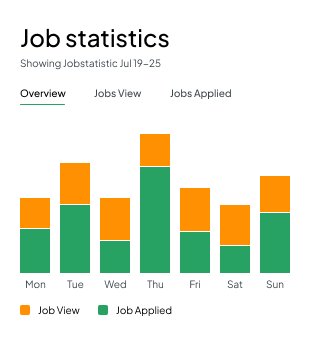 Job statistics
Showing Jobstatistic Jul 19-25
Overview Jobs View Jobs Applied
Mon Tue Wed Thu Fri Sat Sun
Job View Job Applied